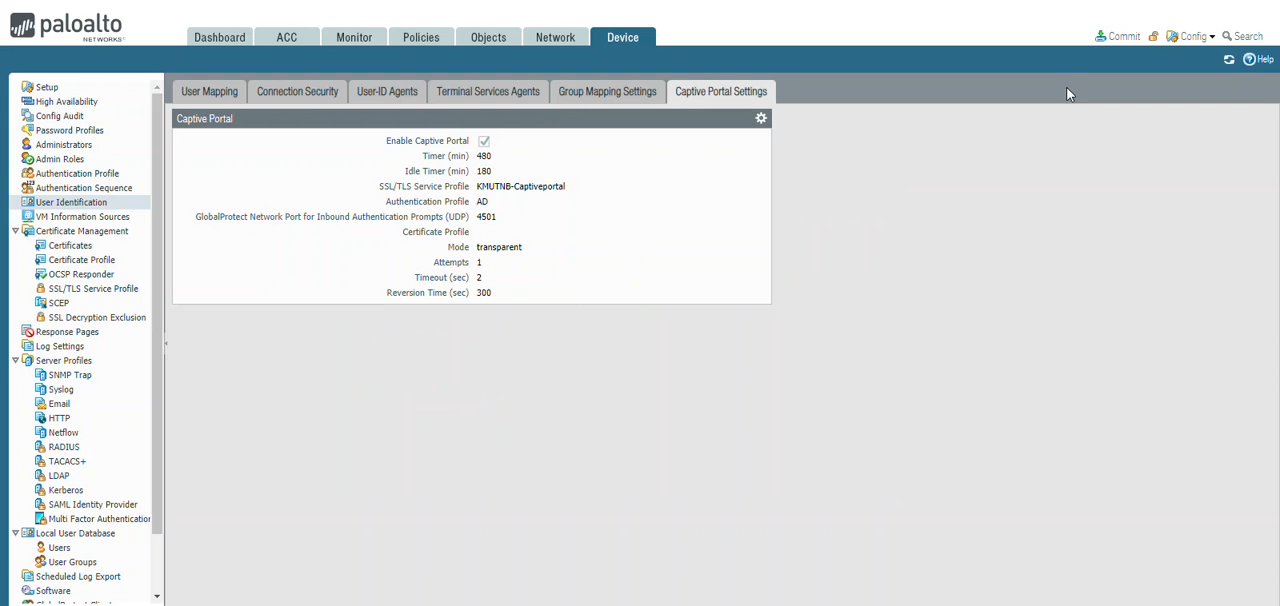 paloalto
NETWORKS
Dashboard ACC Monitor Policies Objects Network Device
Commit Config Search
Help
Setup
High Availability
Config Audit
Password Profiles
Administrators
Admin Roles
Authentication Profile
Authentication Sequence
User Identification
VM Information Sources
Certificate Management
Certificates
Certificate Profile
OCSP Responder
SSL/TLS Service Profile
SCEP
SSL Decryption Exclusion
Response Pages
Log Settings
Server Profiles
SNMP Trap
Syslog
Email
HTTP
Netflow
RADIUS
TACACS+
LDAP
Kerberos
SAML Identity Provider
Multi Factor Authentication
Local User Database
Users
User Groups
Scheduled Log Export
Software
User Mapping Connection Security User-ID Agents Terminal Services Agents Group Mapping Settings Captive Portal Settings
Captive Portal
Enable Captive Portal
Timer (min) 480
Idle Timer (min) 180
SSL/TLS Service Profile KMUTNB-Captiveportal
Authentication Profile AD
GlobalProtect Network Port for Inbound Authentication Prompts (UDP) 4501
Certificate Profile
Mode transparent
Attempts 1
Timeout (sec) 2
Reversion Time (sec) 300